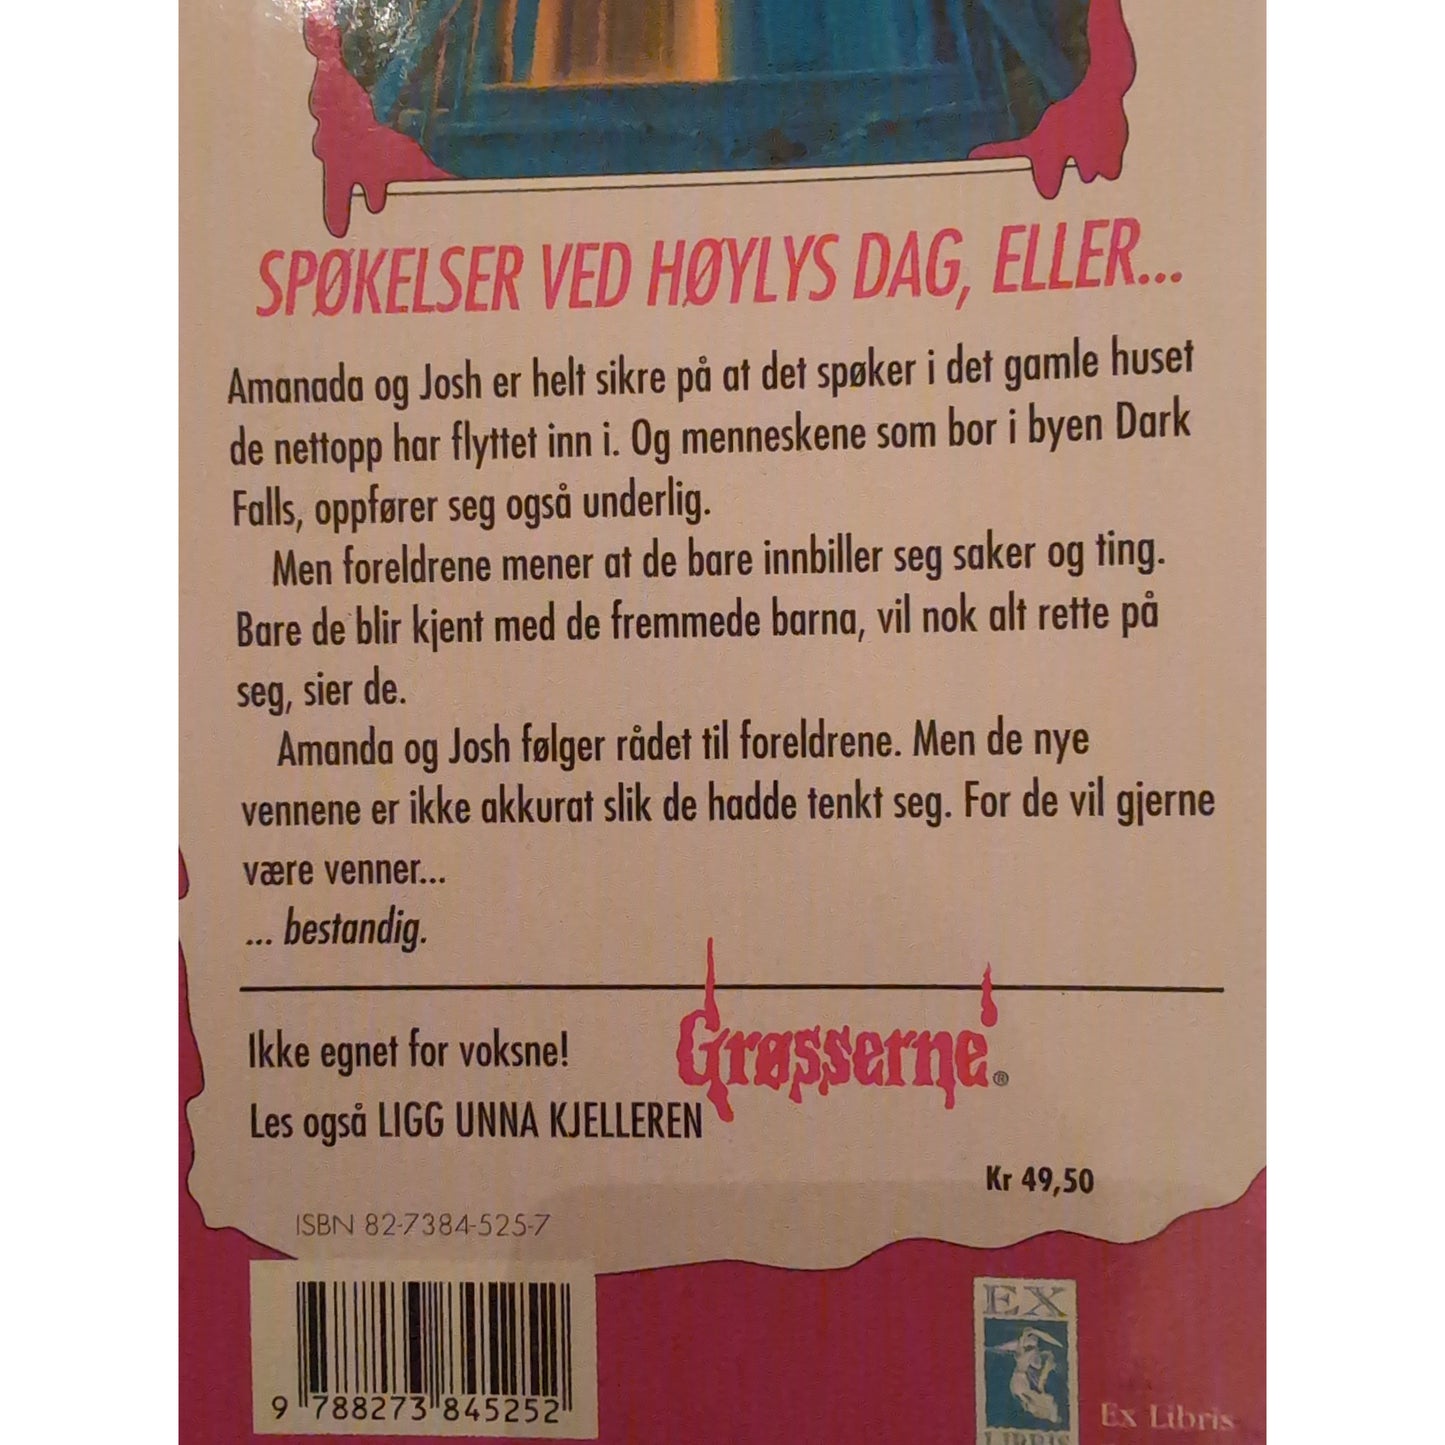 SPØKELSER VED HØYLYS DAG, ELLER...
Amanada og Josh er helt sikre på at det spøker i det gamle huset
de nettopp har flyttet inn i. Og menneskene som bor i byen Dark
Falls, oppfører seg også underlig.
Men foreldrene mener at de bare innbiller seg saker og ting.
Bare de blir kjent med de fremmede barna, vil nok alt rette på
seg, sier de.
Amanda og Josh følger rådet til foreldrene. Men de nye
vennene er ikke akkurat slik de hadde tenkt seg. For de vil gjerne
være venner...
... bestandig.
Ikke egnet for voksne!
Grøsserne®
Les også LIGG UNNA KJELLEREN
Kr 49,50
ISBN 82-7384-525-7
9 788273 845252
EX
LIBRIS
Ex Libris